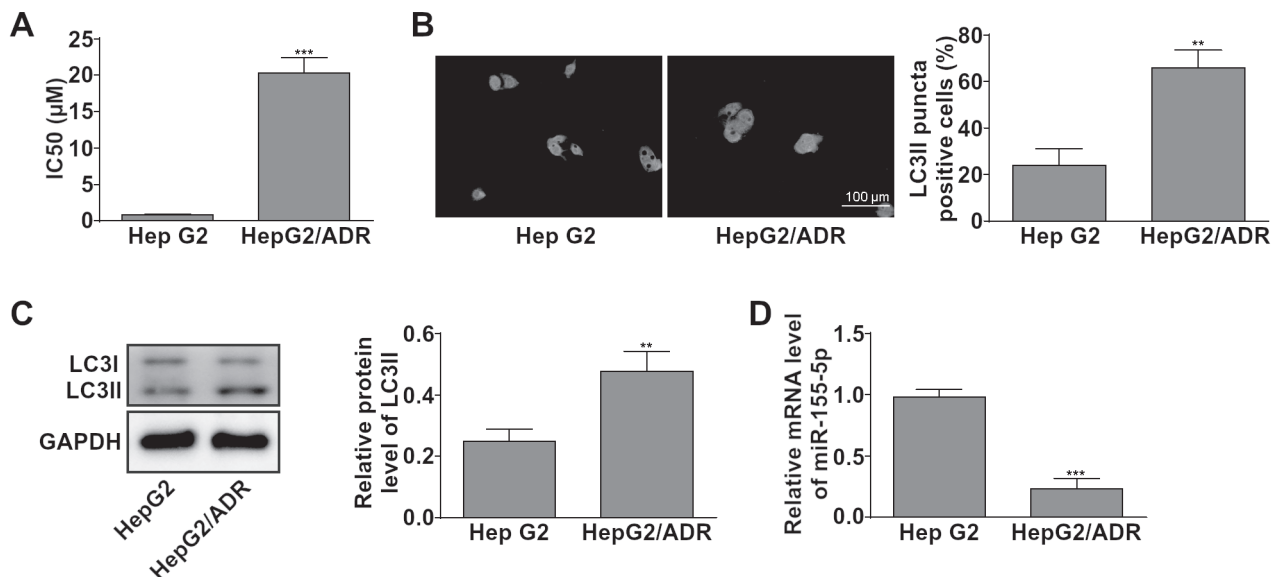 A
25
20
15
10
5
0
IC50 (µM)
***
Hep G2
HepG2/ADR
B
100 µm
Hep G2
HepG2/ADR
80
60
40
20
0
LC3II puncta
positive cells (%)
**
Hep G2
HepG2/ADR
C
LC3I
LC3II
GAPDH
HepG2
HepG2/ADR
0.6
0.4
0.2
0.0
Relative protein
level of LC3II
**
Hep G2
HepG2/ADR
D
1.5
1.0
0.5
0.0
Relative mRNA level
of miR-155-5p
***
Hep G2
HepG2/ADR